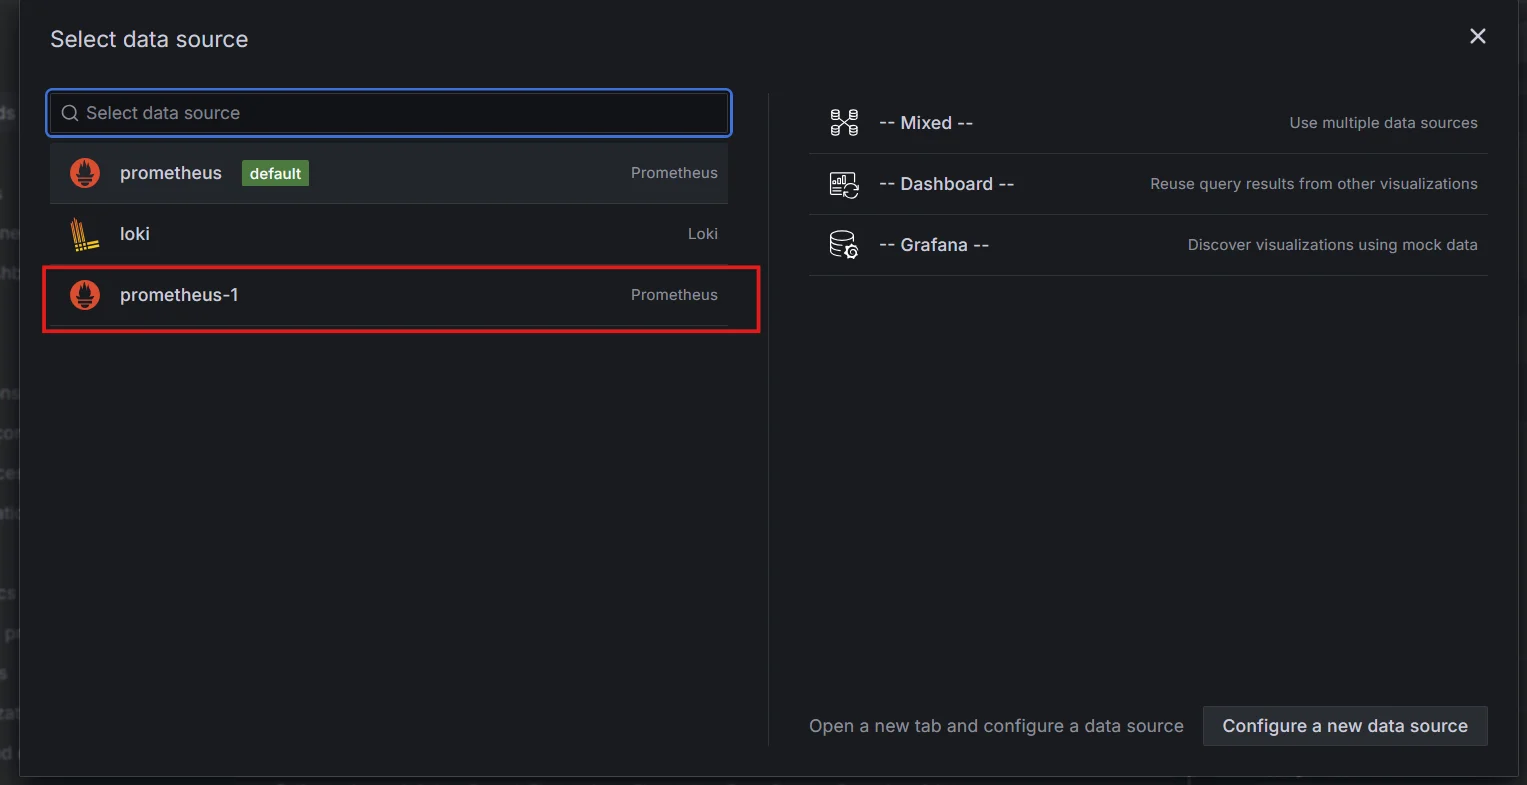 Select data source
Select data source
prometheus default Prometheus
loki Loki
prometheus-1 Prometheus
-- Mixed -- Use multiple data sources
-- Dashboard -- Reuse query results from other visualizations
-- Grafana -- Discover visualizations using mock data
Open a new tab and configure a data source Configure a new data source